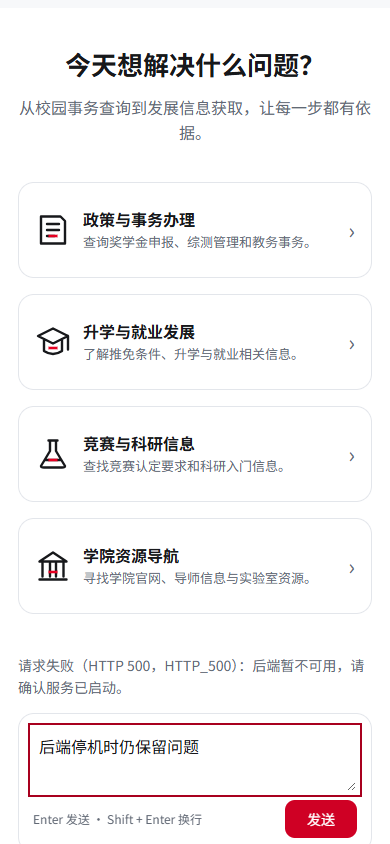 今天想解决什么问题？
从校园事务查询到发展信息获取，让每一步都有依
据。
政策与事务办理
查询奖学金申报、综测管理和教务事务。
升学与就业发展
了解推免条件、升学与就业相关信息。
竞赛与科研信息
查找竞赛认定要求和科研入门信息。
学院资源导航
寻找学院官网、导师信息与实验室资源。
请求失败（HTTP 500，HTTP_500）：后端暂不可用，请
确认服务已启动。
后端停机时仍保留问题
Enter 发送 · Shift + Enter 换行
发送